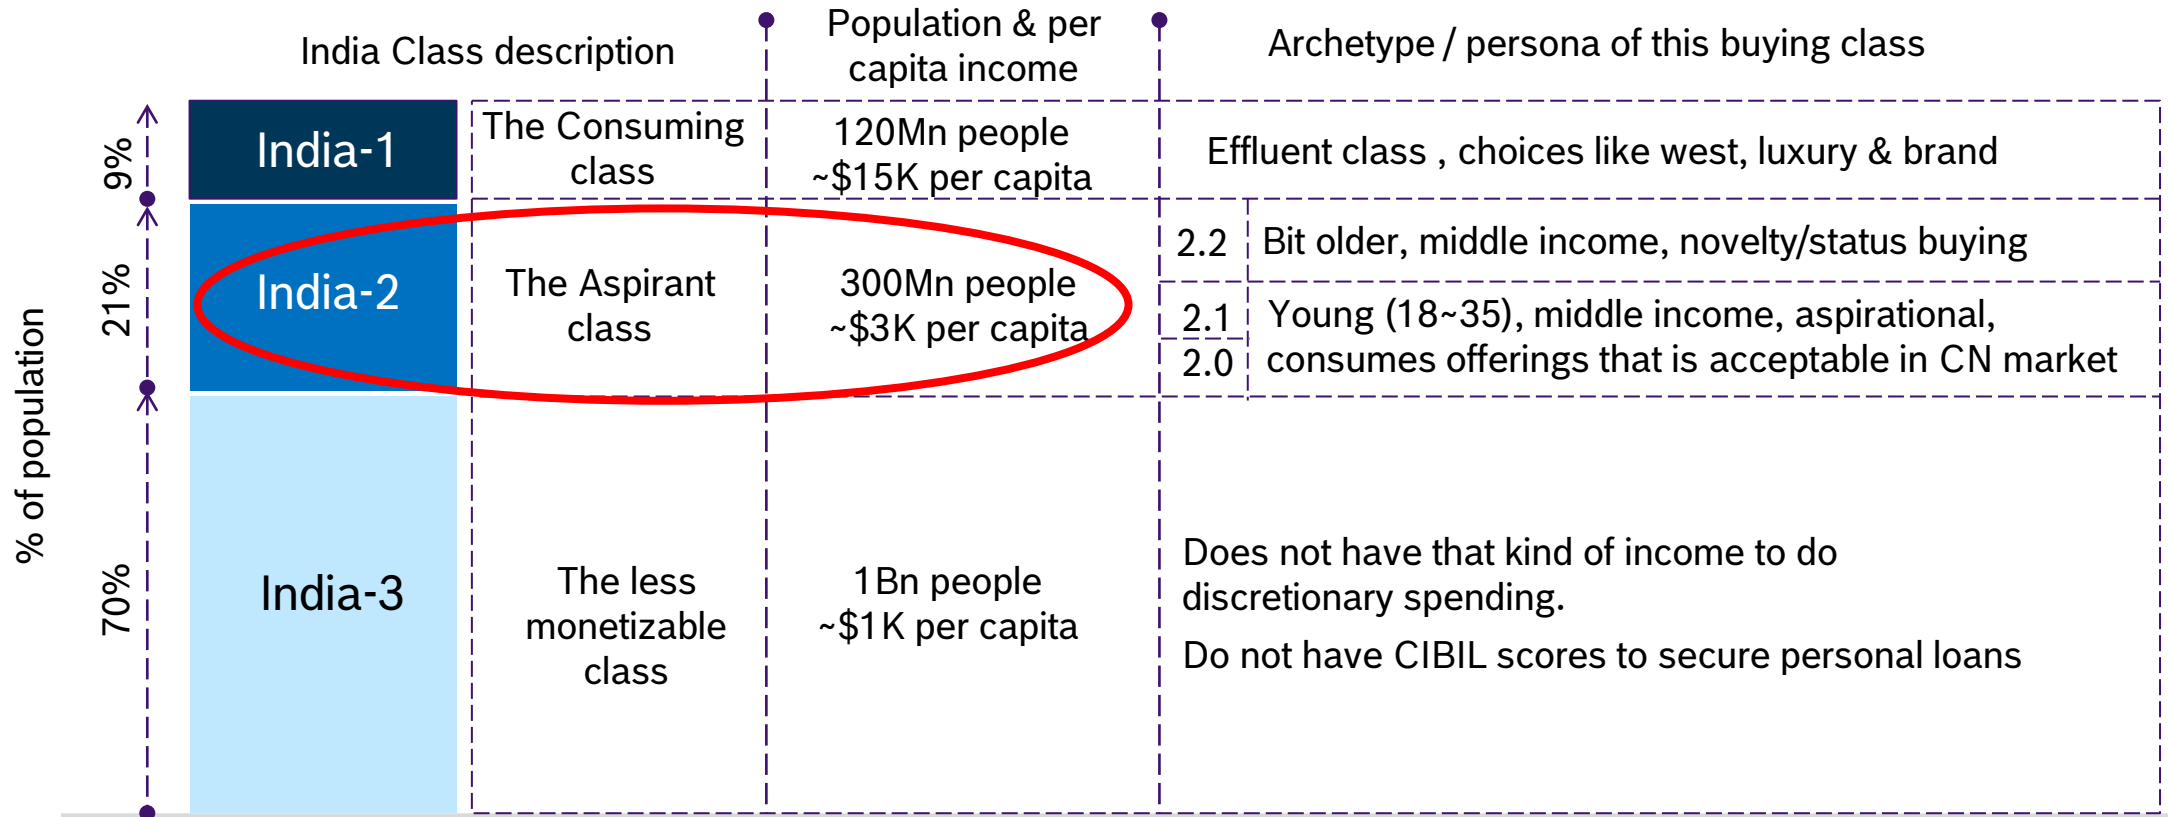 India Class description
Population & per
capita income
Archetype / persona of this buying class
% of population
9%
India-1
The Consuming
class
120Mn people
~$15K per capita
Effluent class , choices like west, luxury & brand
21%
India-2
The Aspirant
class
300Mn people
~$3K per capita
2.2
Bit older, middle income, novelty/status buying
2.1
2.0
Young (18~35), middle income, aspirational,
consumes offerings that is acceptable in CN market
70%
India-3
The less
monetizable
class
1Bn people
~$1K per capita
Does not have that kind of income to do
discretionary spending.
Do not have CIBIL scores to secure personal loans